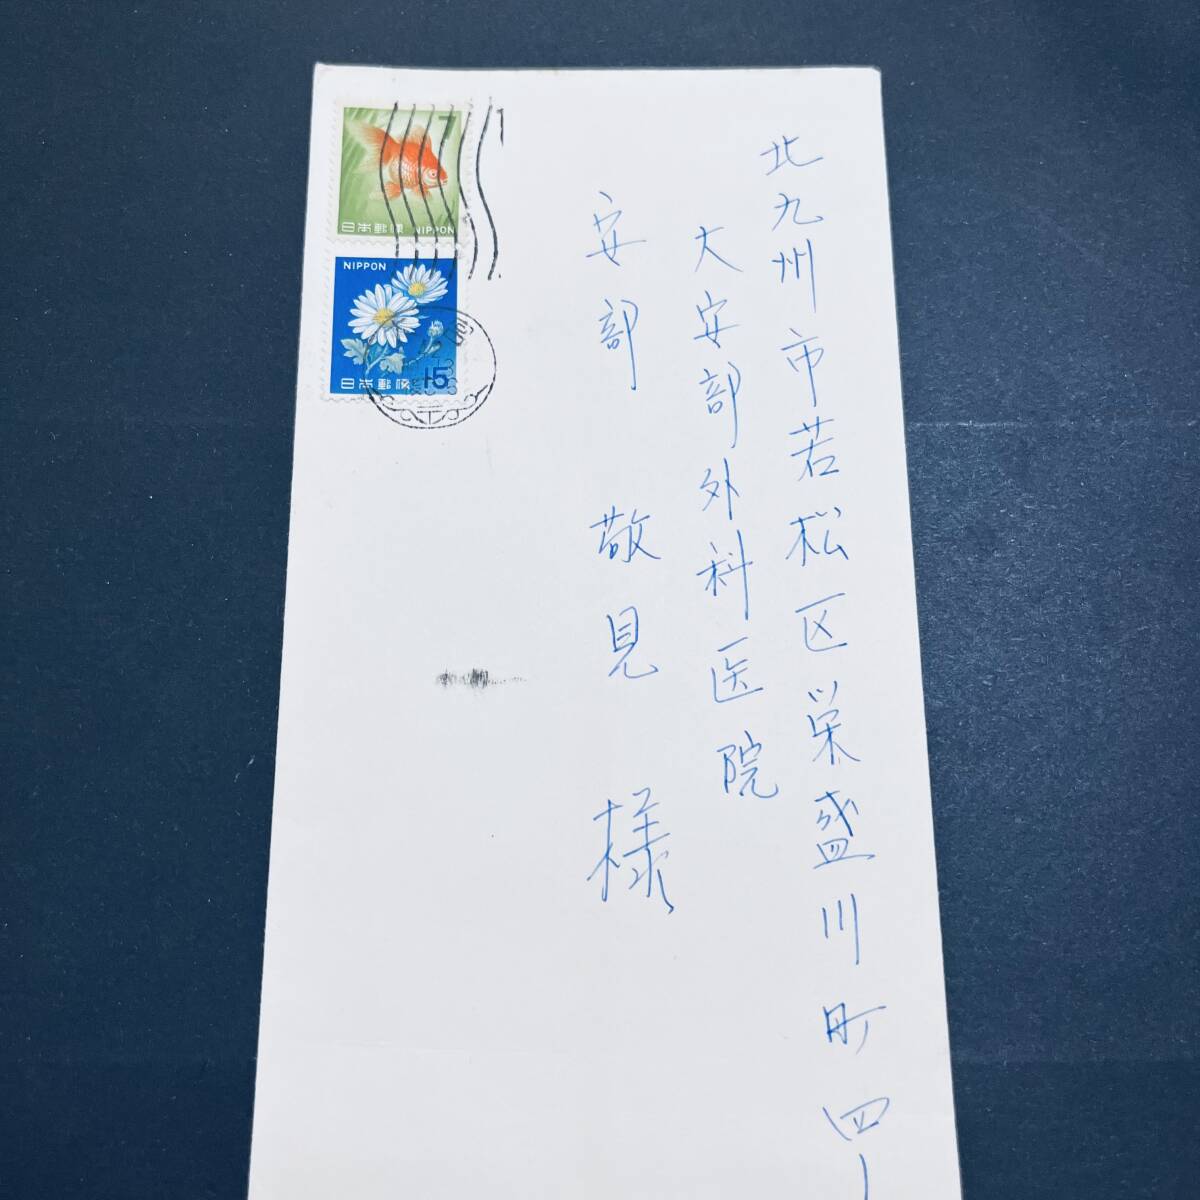 北九州市若松区栄盛川町四
大安部外科医院
安部敬見様
7
日本郵便 NIPPON
NIPPON
日本郵便 15